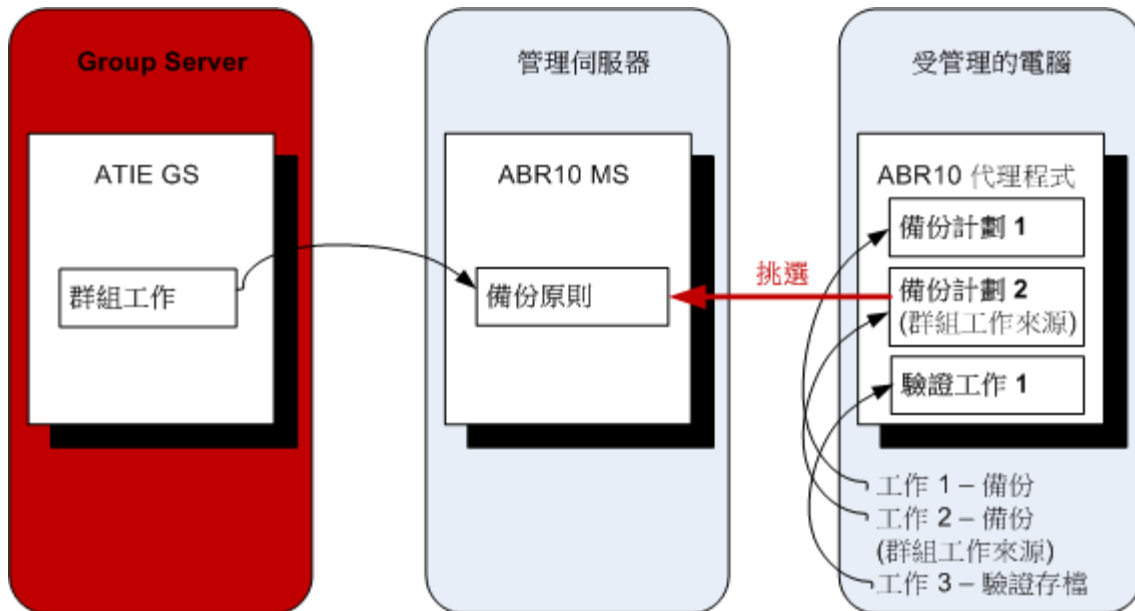 Group Server
ATIE GS
群組工作
管理伺服器
ABR10 MS
備份原則
挑選
受管理的電腦
ABR10 代理程式
備份計劃 1
備份計劃 2
(群組工作來源)
驗證工作 1
工作 1 – 備份
工作 2 – 備份
(群組工作來源)
工作 3 – 驗證存檔